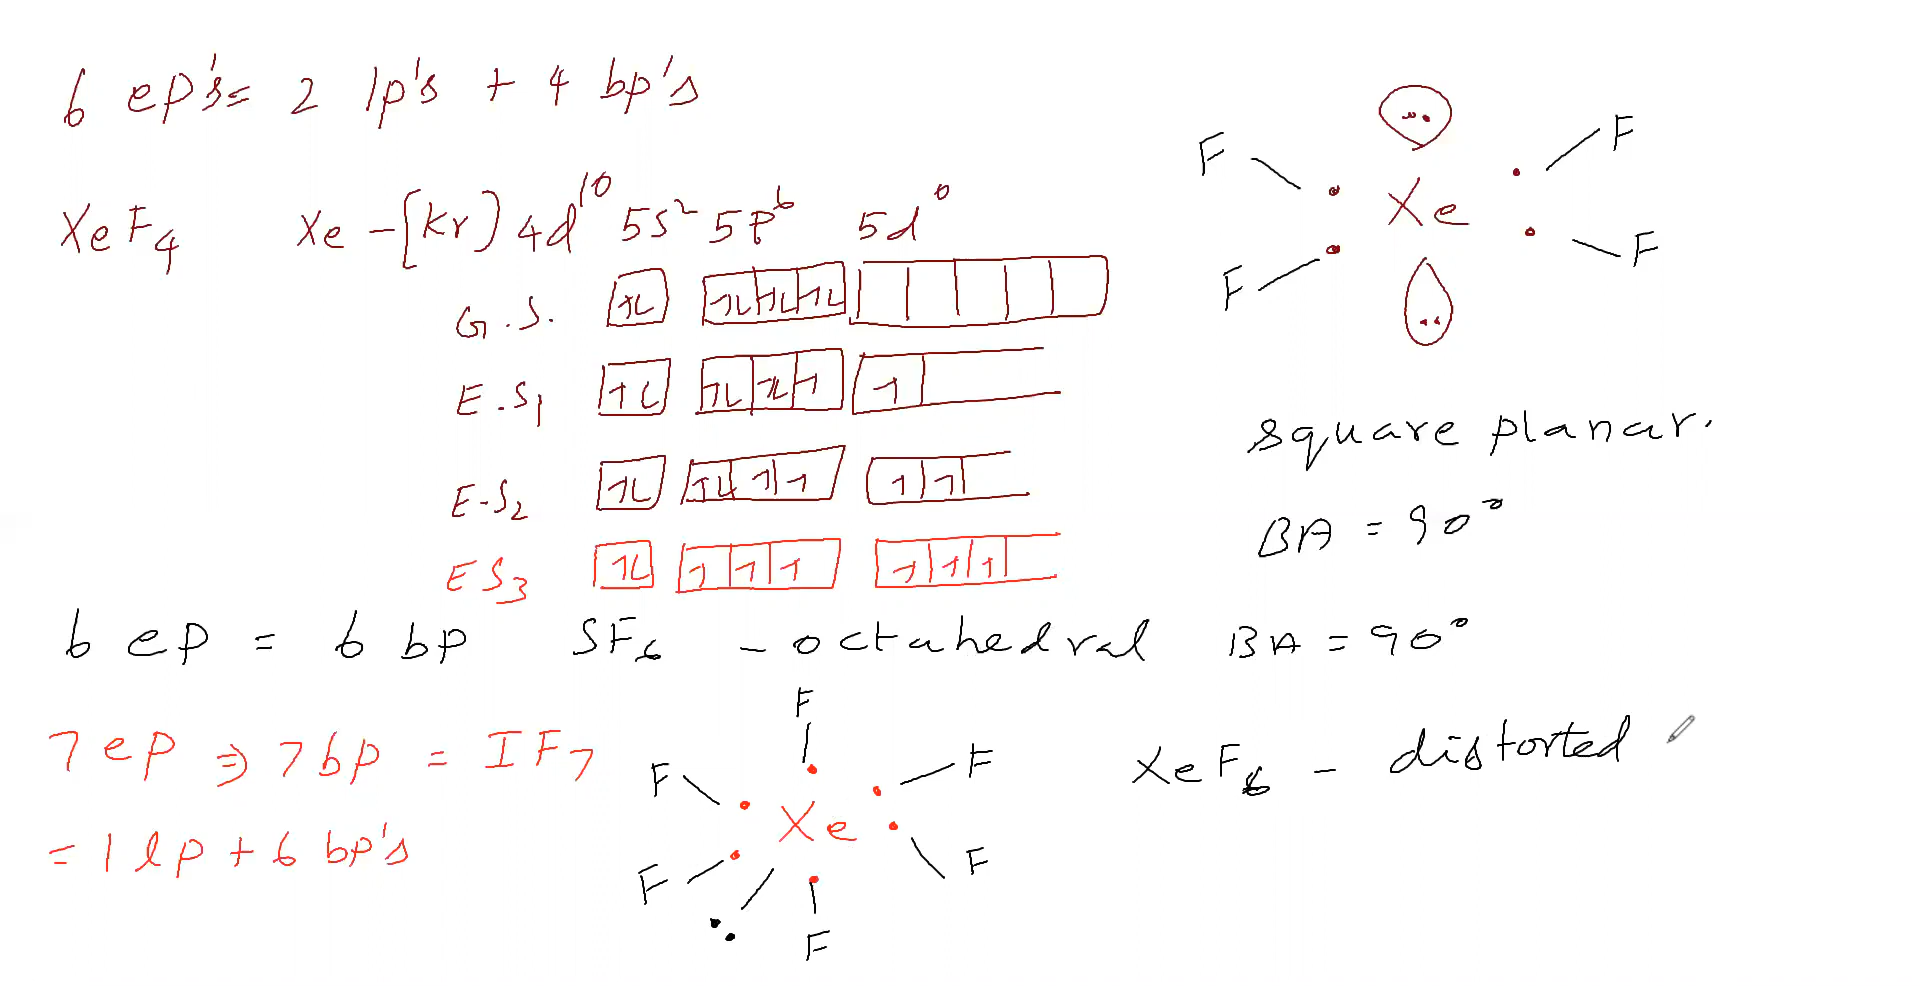 6 ep's = 2 lp's + 4 bp's
XeF4 Xe - [Kr] 4d10 5s2 5p6 5d0
G.S.
E.S1
E-S2
ES3
F F
Xe
F F
square planar.
BA = 90°
6 ep = 6 bp SF6 - octahedral BA = 90°
7 ep ⇒ 7 bp = IF7
= 1 lp + 6 bp's
F
F F
Xe
F F
F
XeF6 - distorted